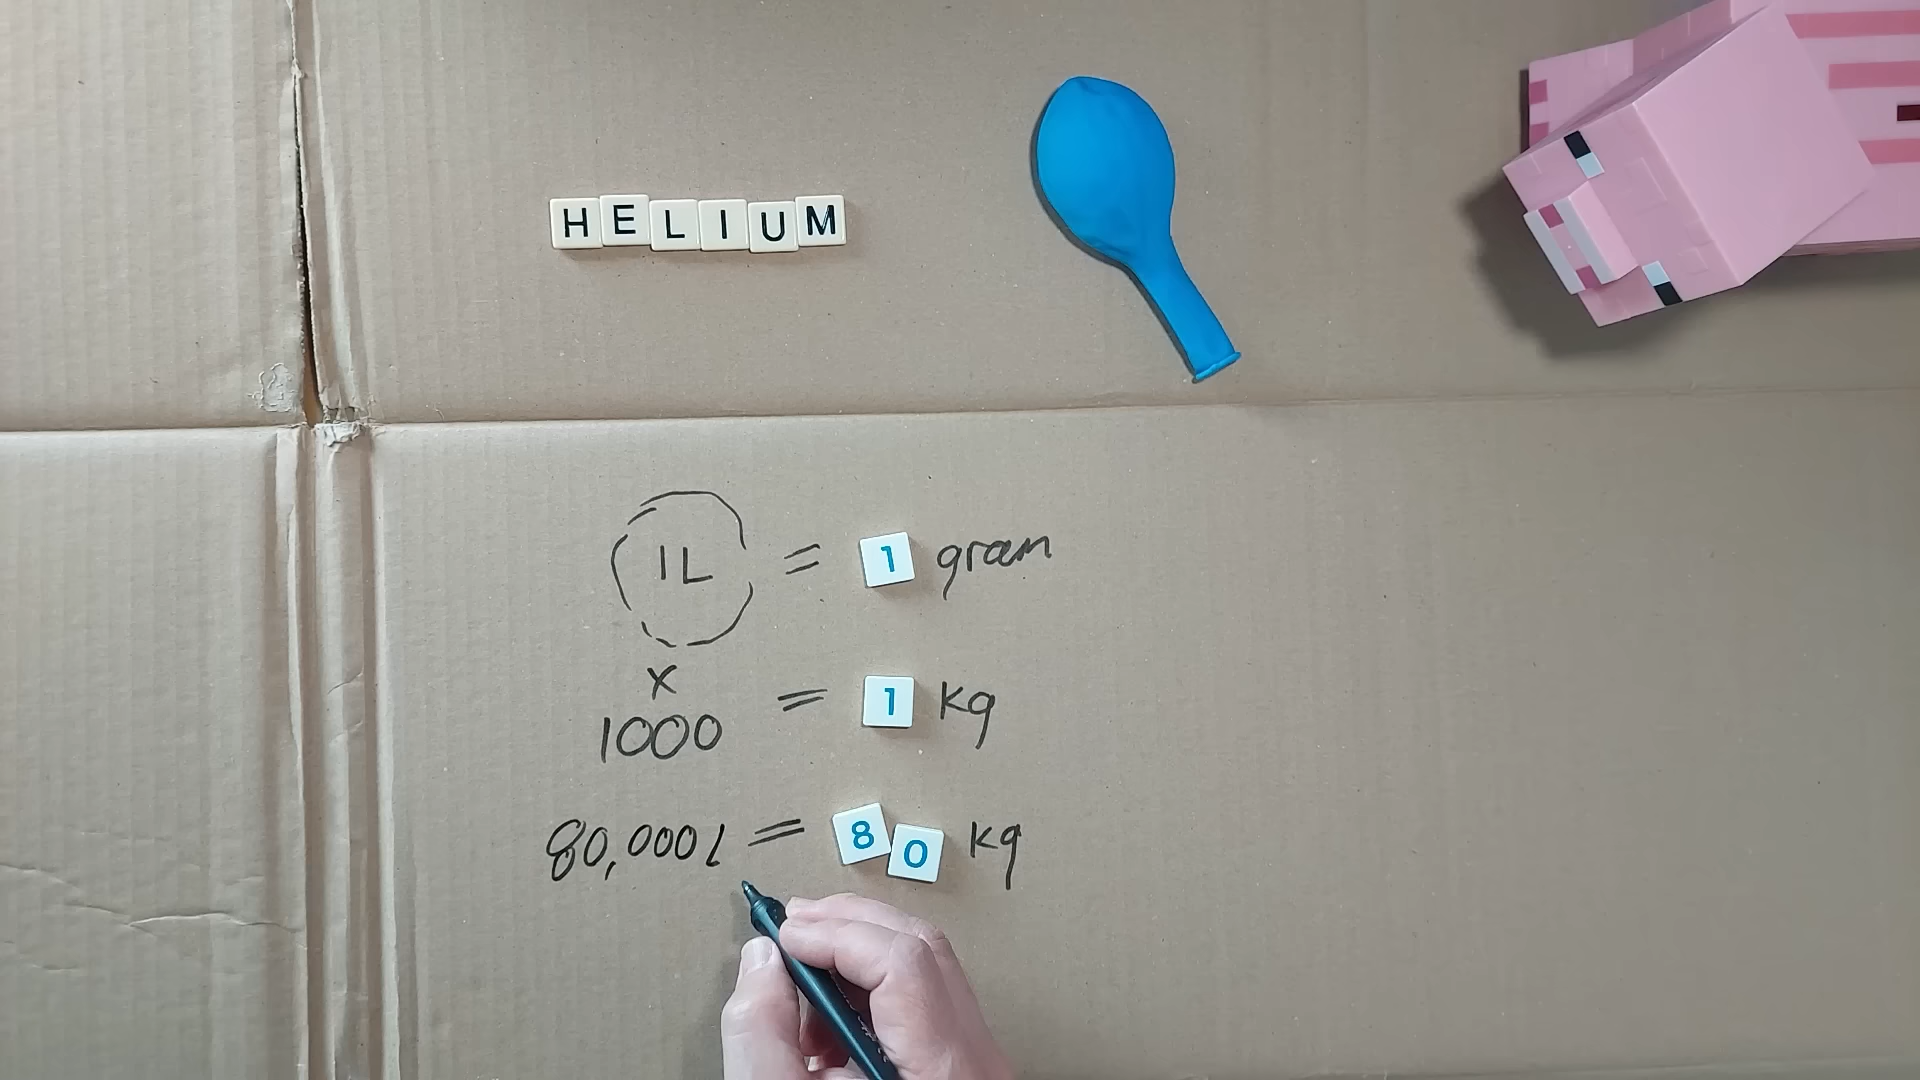 HELIUM
1L = 1 gram
x
1000 = 1 kg
80,000l = 80 kg